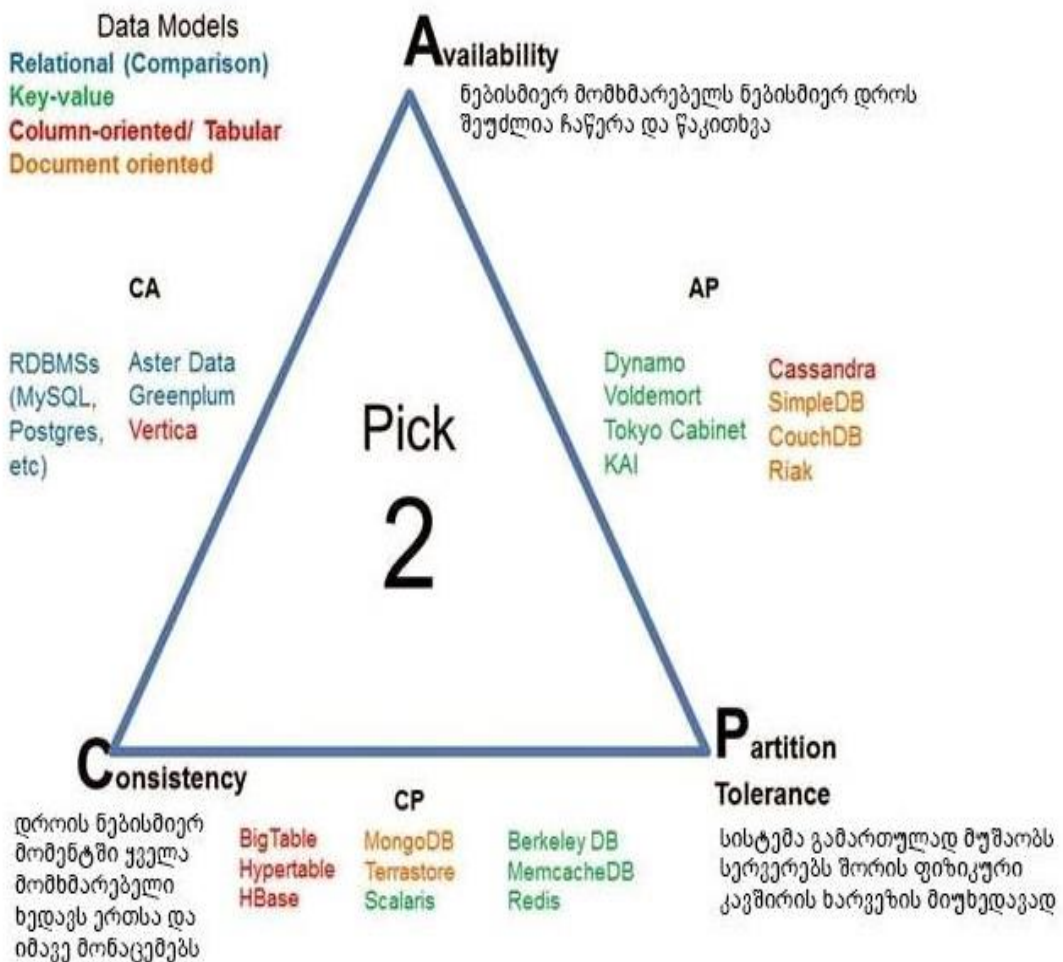 Data Models
Relational (Comparison)
Key-value
Column-oriented/ Tabular
Document oriented
Availability
ნებისმიერ მომხმარებელს ნებისმიერ დროს
შეუძლია ჩაწერა და წაკითხვა
CA
RDBMSs
(MySQL,
Postgres,
etc)
Aster Data
Greenplum
Vertica
Pick
2
AP
Dynamo
Voldemort
Tokyo Cabinet
KAI
Cassandra
SimpleDB
CouchDB
Riak
Consistency
დროის ნებისმიერ
მომენტში ყველა
მომხმარებელი
ხედავს ერთსა და
იმავე მონაცემებს
CP
BigTable
Hypertable
HBase
MongoDB
Terrastore
Scalaris
Berkeley DB
MemcacheDB
Redis
Partition
Tolerance
სისტემა გამართულად მუშაობს
სერვერებს შორის ფიზიკური
კავშირის ხარვეზის მიუხედავად